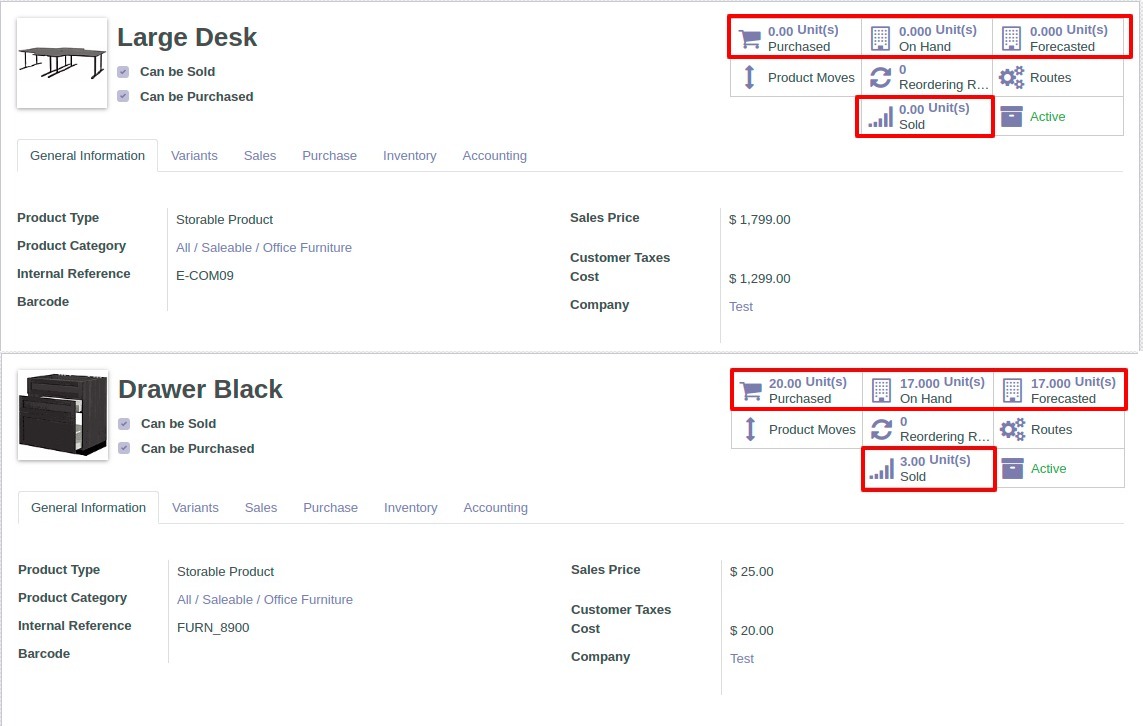 Large Desk
Can be Sold
Can be Purchased
0.00 Unit(s)
Purchased
0.000 Unit(s)
On Hand
0.000 Unit(s)
Forecasted
Product Moves
0
Reordering R...
Routes
0.00 Unit(s)
Sold
Active
General Information Variants Sales Purchase Inventory Accounting
Product Type Storable Product
Product Category All / Saleable / Office Furniture
Internal Reference E-COM09
Barcode
Sales Price $ 1,799.00
Customer Taxes
Cost $ 1,299.00
Company Test
Drawer Black
Can be Sold
Can be Purchased
20.00 Unit(s)
Purchased
17.000 Unit(s)
On Hand
17.000 Unit(s)
Forecasted
Product Moves
0
Reordering R...
Routes
3.00 Unit(s)
Sold
Active
General Information Variants Sales Purchase Inventory Accounting
Product Type Storable Product
Product Category All / Saleable / Office Furniture
Internal Reference FURN_8900
Barcode
Sales Price $ 25.00
Customer Taxes
Cost $ 20.00
Company Test